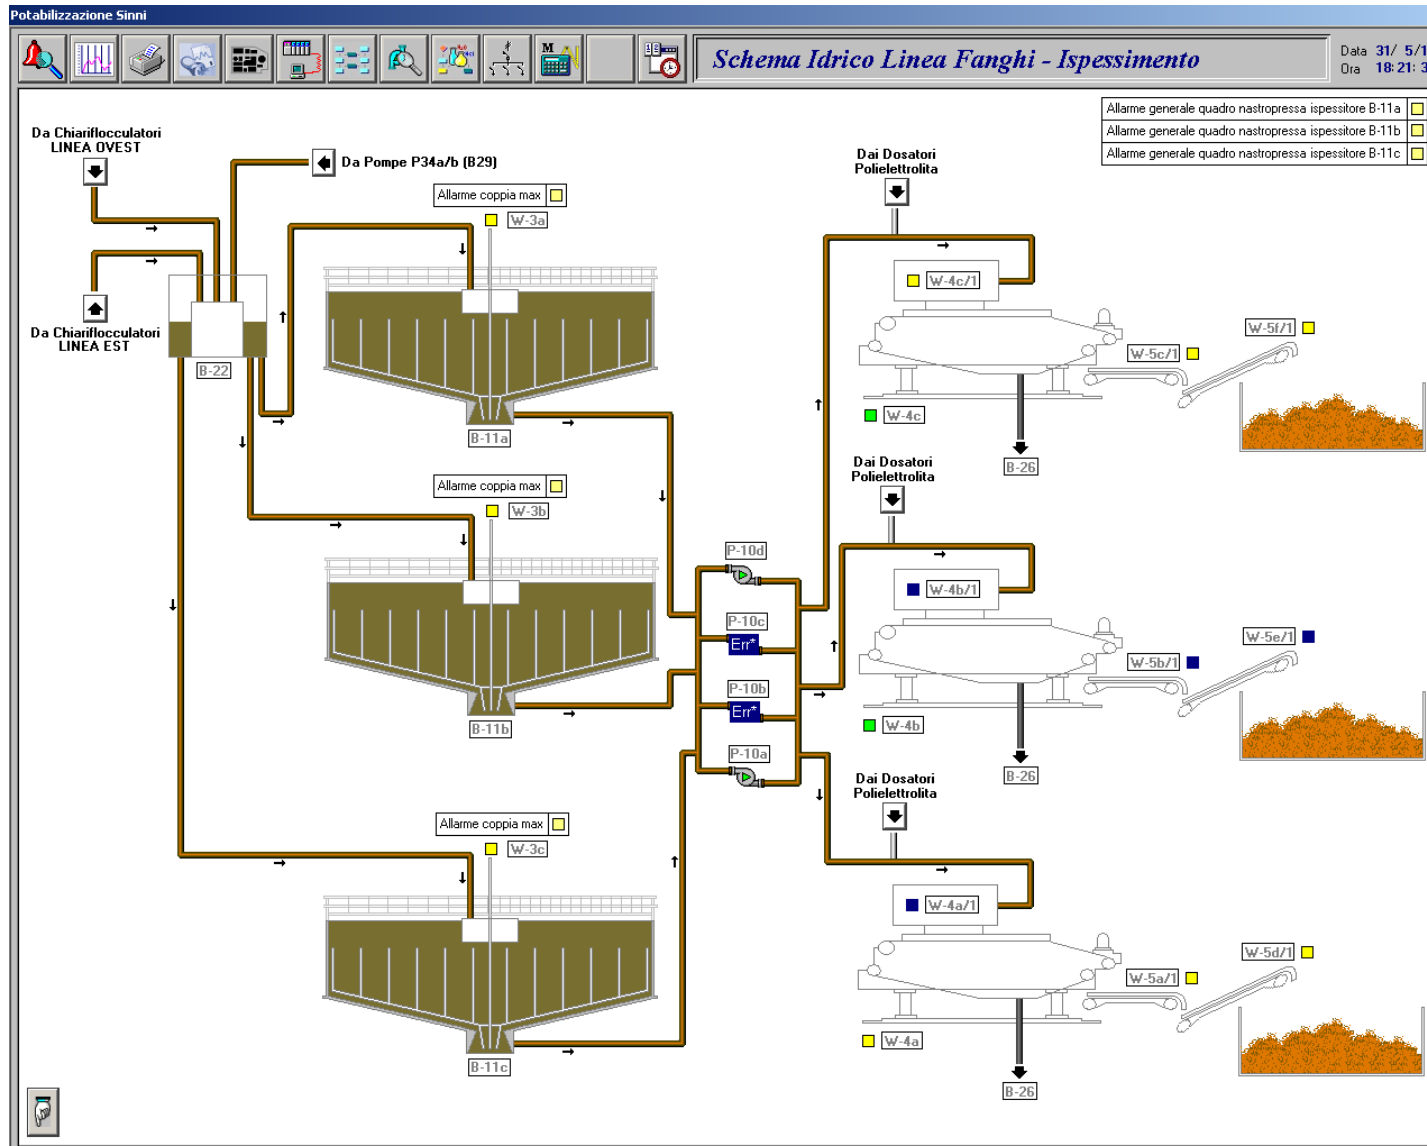 Potabilizzazione Sinni
M
Schema Idrico Linea Fanghi - Ispessimento
Data 31/ 5/1
Ora 18:21:3
Allarme generale quadro nastropressa ispessitore B-11a
Allarme generale quadro nastropressa ispessitore B-11b
Allarme generale quadro nastropressa ispessitore B-11c
Da Chiariflocculatori
LINEA OVEST
Da Pompe P34a/b (B29)
Dai Dosatori
Polielettrolita
Allarme coppia max
W-3a
W-4c/1
Da Chiariflocculatori
LINEA EST
B-22
W-5f/1
W-5c/1
W-4c
B-11a
B-26
Dai Dosatori
Polielettrolita
Allarme coppia max
W-3b
P-10d
W-4b/1
P-10c
Err*
W-5e/1
W-5b/1
P-10b
Err*
W-4b
B-11b
P-10a
B-26
Dai Dosatori
Polielettrolita
Allarme coppia max
W-3c
W-4a/1
W-5d/1
W-5a/1
W-4a
B-11c
B-26